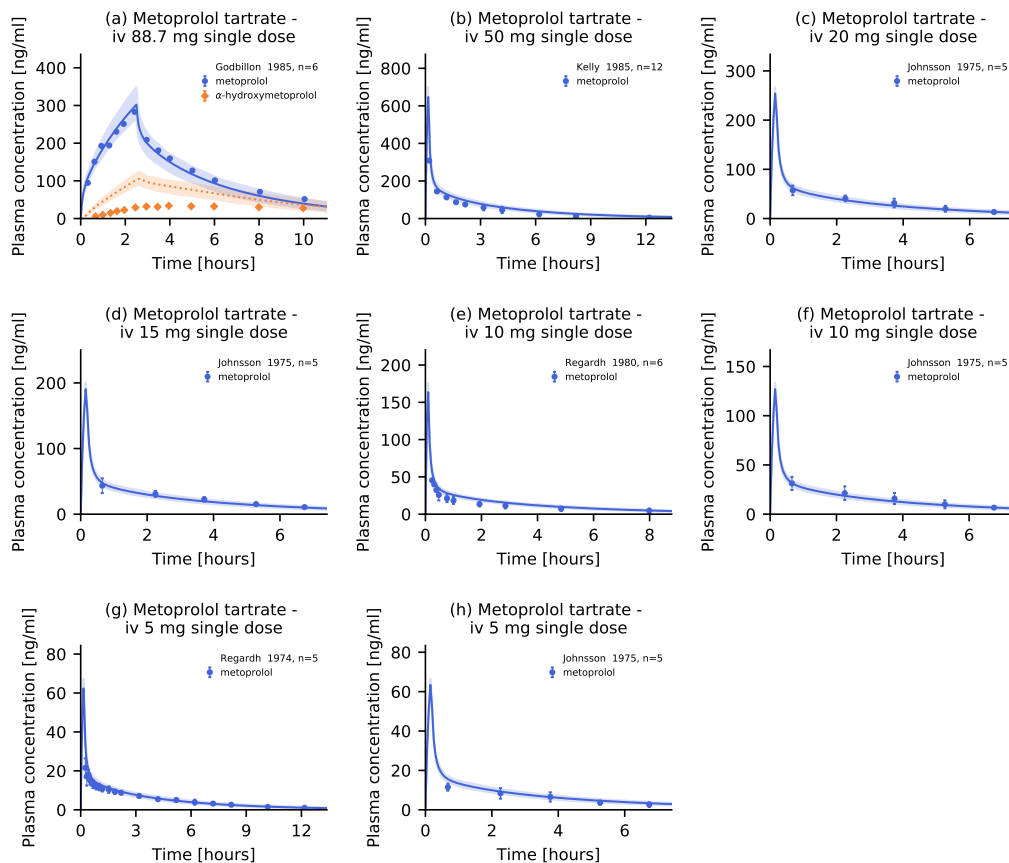 (a) Metoprolol tartrate -
iv 88.7 mg single dose
Plasma concentration [ng/ml]
400
300
200
100
0
Godbillon 1985, n=6
metoprolol
α-hydroxymetoprolol
0 2 4 6 8 10
Time [hours]
(b) Metoprolol tartrate -
iv 50 mg single dose
Plasma concentration [ng/ml]
800
600
400
200
0
Kelly 1985, n=12
metoprolol
0 3 6 9 12
Time [hours]
(c) Metoprolol tartrate -
iv 20 mg single dose
Plasma concentration [ng/ml]
300
200
100
0
Johnsson 1975, n=5
metoprolol
0 2 4 6
Time [hours]
(d) Metoprolol tartrate -
iv 15 mg single dose
Plasma concentration [ng/ml]
200
100
0
Johnsson 1975, n=5
metoprolol
0 2 4 6
Time [hours]
(e) Metoprolol tartrate -
iv 10 mg single dose
Plasma concentration [ng/ml]
200
150
100
50
0
Regardh 1980, n=6
metoprolol
0 2 4 6 8
Time [hours]
(f) Metoprolol tartrate -
iv 10 mg single dose
Plasma concentration [ng/ml]
150
100
50
0
Johnsson 1975, n=5
metoprolol
0 2 4 6
Time [hours]
(g) Metoprolol tartrate -
iv 5 mg single dose
Plasma concentration [ng/ml]
80
60
40
20
0
Regardh 1974, n=5
metoprolol
0 3 6 9 12
Time [hours]
(h) Metoprolol tartrate -
iv 5 mg single dose
Plasma concentration [ng/ml]
80
60
40
20
0
Johnsson 1975, n=5
metoprolol
0 2 4 6
Time [hours]